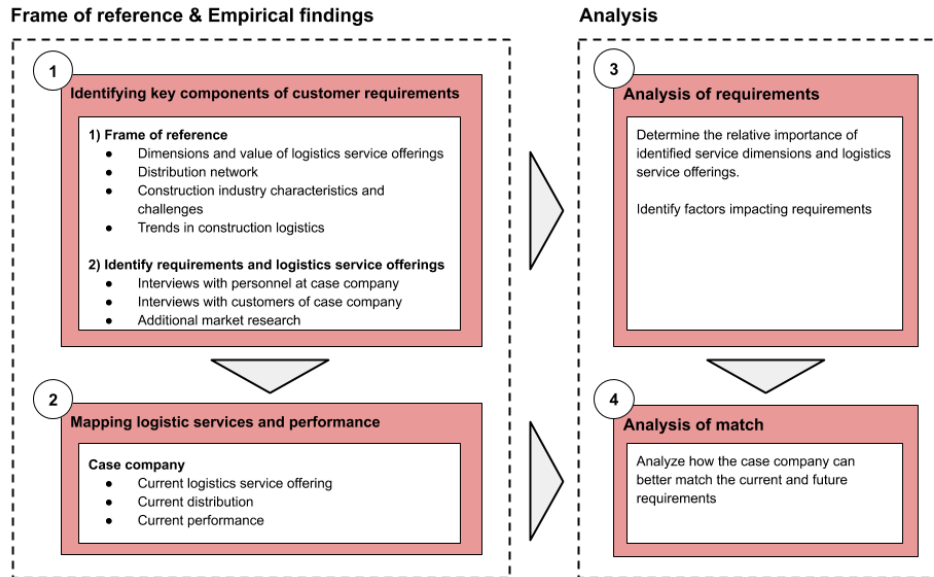 Frame of reference & Empirical findings
1
Identifying key components of customer requirements
1) Frame of reference
● Dimensions and value of logistics service offerings
● Distribution network
● Construction industry characteristics and
challenges
● Trends in construction logistics
2) Identify requirements and logistics service offerings
● Interviews with personnel at case company
● Interviews with customers of case company
● Additional market research
2
Mapping logistic services and performance
Case company
● Current logistics service offering
● Current distribution
● Current performance
Analysis
3
Analysis of requirements
Determine the relative importance of
identified service dimensions and logistics
service offerings.
Identify factors impacting requirements
4
Analysis of match
Analyze how the case company can
better match the current and future
requirements